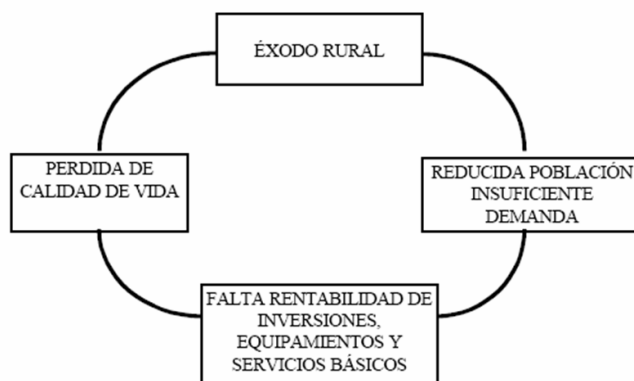 ÉXODO RURAL
PERDIDA DE
CALIDAD DE VIDA
REDUCIDA POBLACIÓN
INSUFICIENTE
DEMANDA
FALTA RENTABILIDAD DE
INVERSIONES,
EQUIPAMIENTOS Y
SERVICIOS BÁSICOS